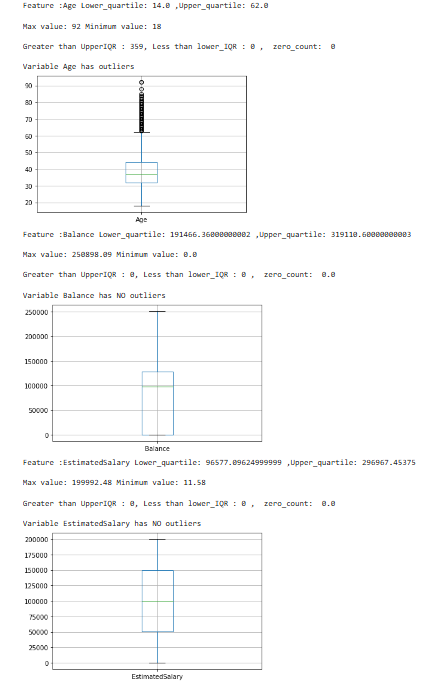 Feature :Age Lower_quartile: 14.0 ,Upper_quartile: 62.0
Max value: 92 Minimum value: 18
Greater than UpperIQR : 359, Less than lower_IQR : 0 , zero_count: 0
Variable Age has outliers
90
80
70
60
50
40
30
20
Age
Feature :Balance Lower_quartile: 191466.36000000002 ,Upper_quartile: 319110.60000000003
Max value: 250898.09 Minimum value: 0.0
Greater than UpperIQR : 0, Less than lower_IQR : 0 , zero_count: 0.0
Variable Balance has NO outliers
250000
200000
150000
100000
50000
0
Balance
Feature :EstimatedSalary Lower_quartile: 96577.09624999999 ,Upper_quartile: 296967.45375
Max value: 199992.48 Minimum value: 11.58
Greater than UpperIQR : 0, Less than lower_IQR : 0 , zero_count: 0.0
Variable EstimatedSalary has NO outliers
200000
175000
150000
125000
100000
75000
50000
25000
0
EstimatedSalary